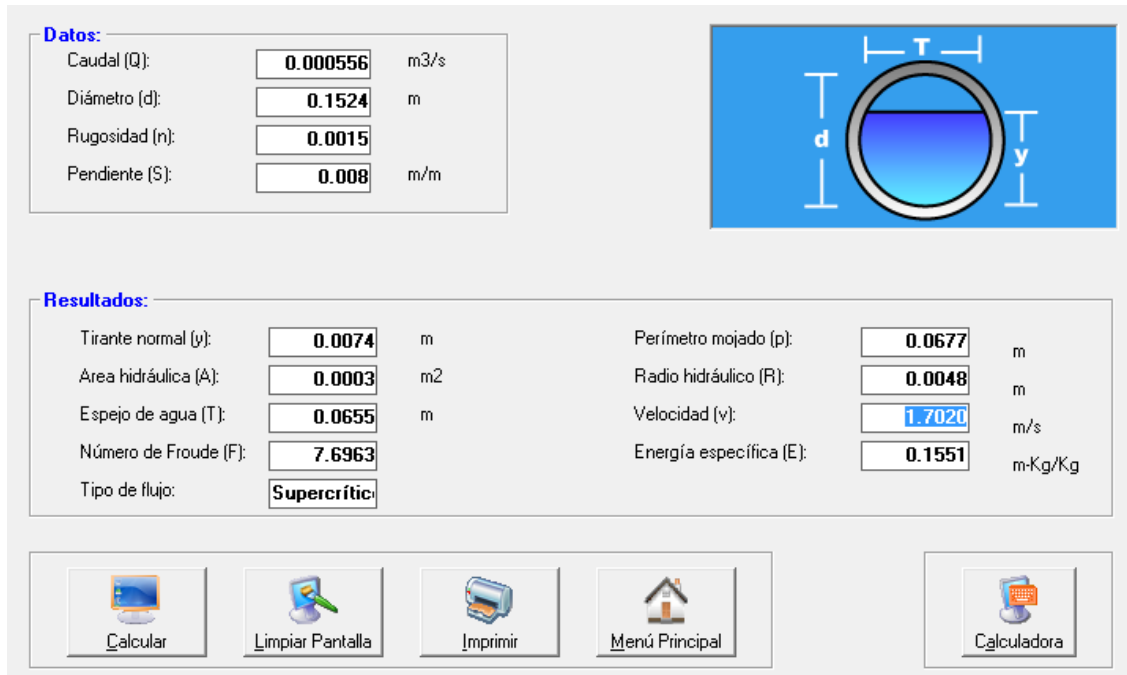 Datos:
Caudal (Q): 0.000556 m3/s
Diámetro (d): 0.1524 m
Rugosidad (n): 0.0015
Pendiente (S): 0.008 m/m
T
d
y
Resultados:
Tirante normal (y): 0.0074 m Perímetro mojado (p): 0.0677 m
Area hidráulica (A): 0.0003 m2 Radio hidráulico (R): 0.0048 m
Espejo de agua (T): 0.0655 m Velocidad (v): 1.7020 m/s
Número de Froude (F): 7.6963 Energía específica (E): 0.1551 m-Kg/Kg
Tipo de flujo: Supercrític
Calcular Limpiar Pantalla Imprimir Menú Principal Calculadora